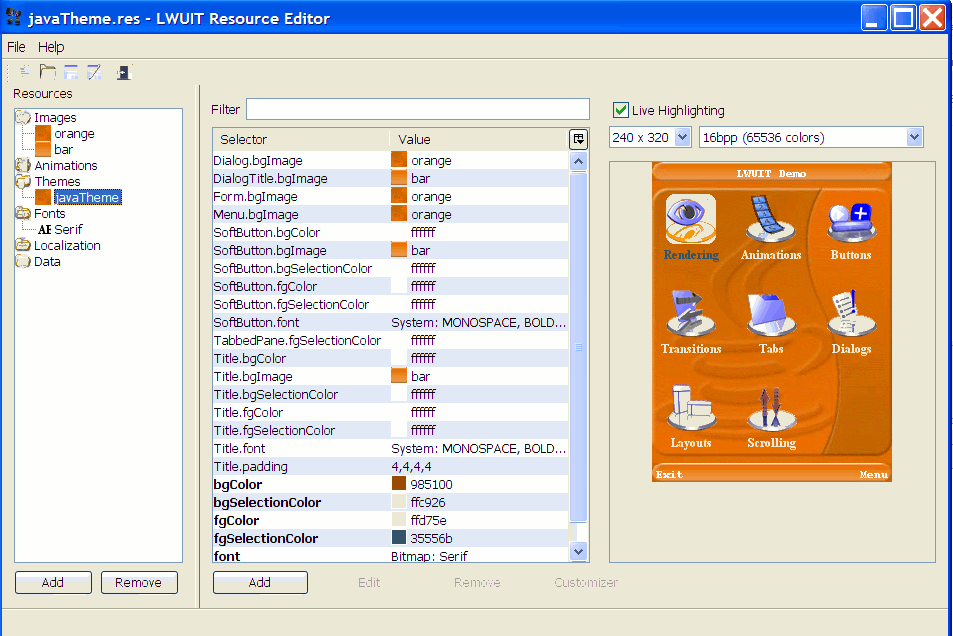 javaTheme.res - LWUIT Resource Editor
File Help
Resources
Images
orange
bar
Animations
Themes
javaTheme
Fonts
AF Serif
Localization
Data
Add Remove
Filter
Selector Value
Dialog.bgImage orange
DialogTitle.bgImage bar
Form.bgImage orange
Menu.bgImage orange
SoftButton.bgColor ffffff
SoftButton.bgImage bar
SoftButton.bgSelectionColor ffffff
SoftButton.fgColor ffffff
SoftButton.fgSelectionColor ffffff
SoftButton.font System: MONOSPACE, BOLD...
TabbedPane.fgSelectionColor ffffff
Title.bgColor ffffff
Title.bgImage bar
Title.bgSelectionColor ffffff
Title.fgColor ffffff
Title.fgSelectionColor ffffff
Title.font System: MONOSPACE, BOLD...
Title.padding 4,4,4,4
bgColor 985100
bgSelectionColor ffc926
fgColor ffd75e
fgSelectionColor 35556b
font Bitmap: Serif
Add Edit Remove Customizer
Live Highlighting
240 x 320 16bpp (65536 colors)
LWUIT Demo
Rendering Animations Buttons
Transitions Tabs Dialogs
Layouts Scrolling
Exit Menu